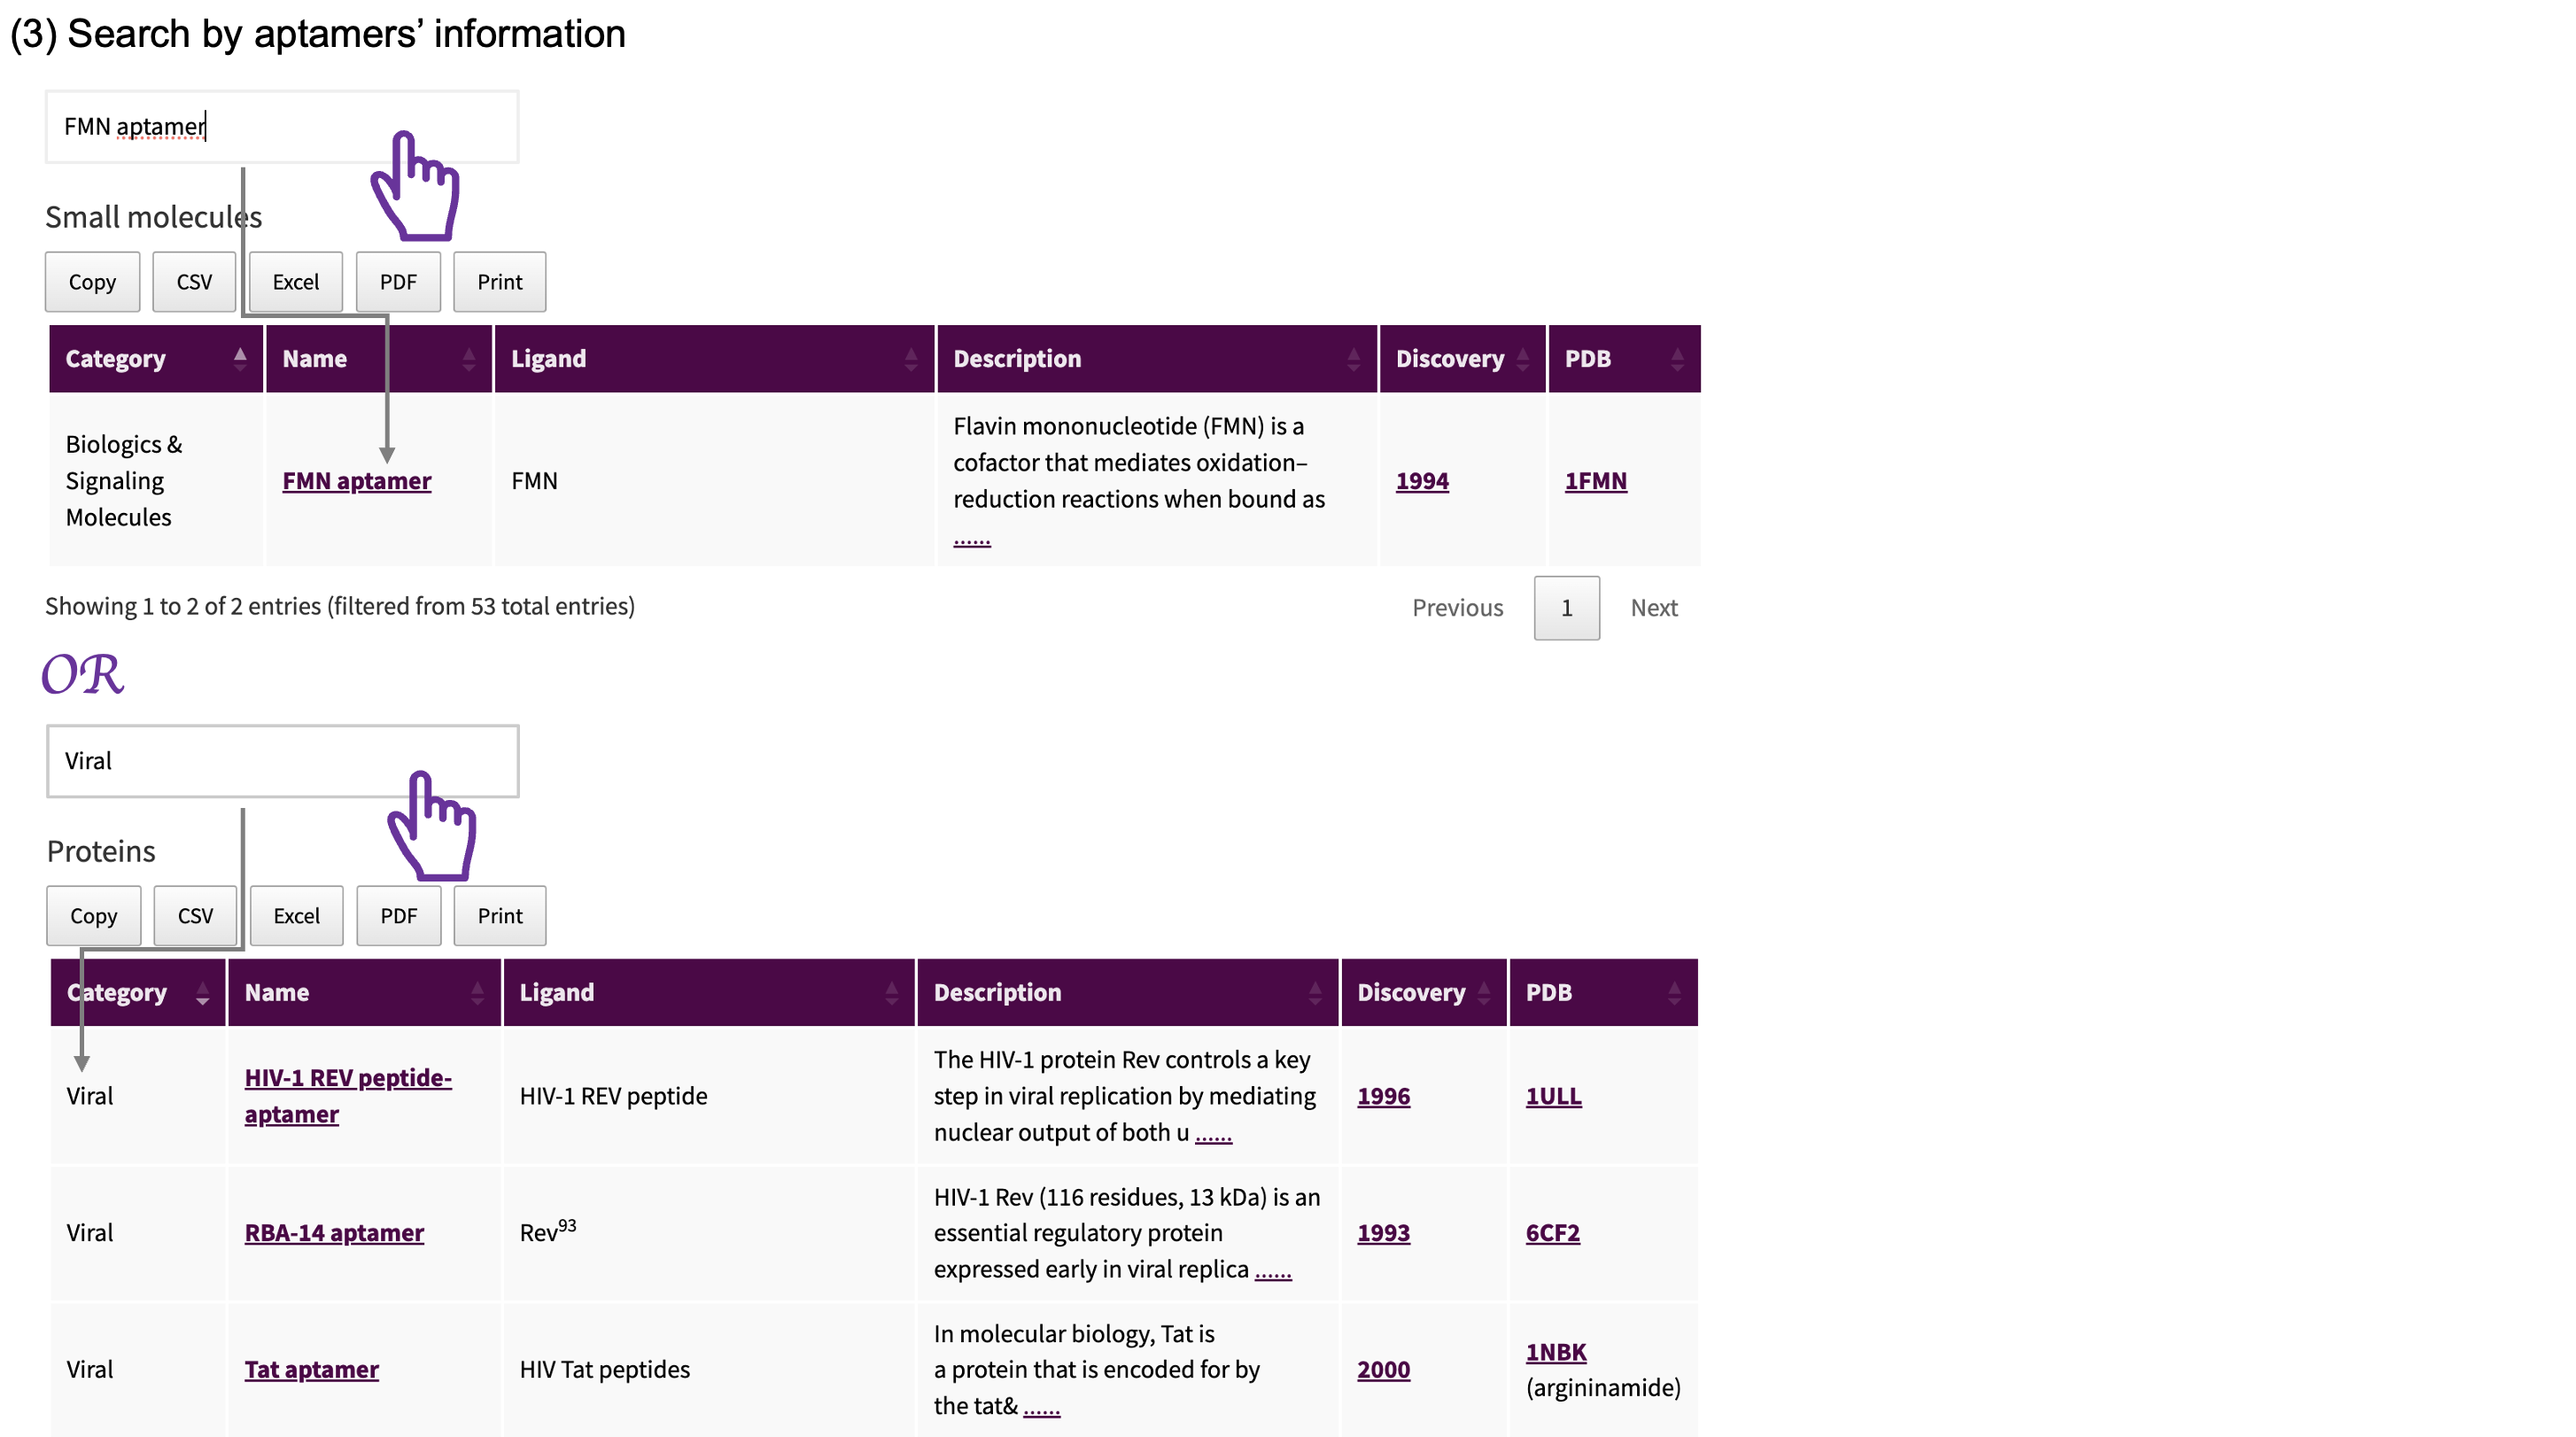 (3) Search by aptamers’ information
FMN aptamer
Small molecules
Copy CSV Excel PDF Print
Category Name Ligand Description Discovery PDB
Biologics &
Signaling
Molecules
FMN aptamer
FMN
Flavin mononucleotide (FMN) is a
cofactor that mediates oxidation–
reduction reactions when bound as
......
1994
1FMN
Showing 1 to 2 of 2 entries (filtered from 53 total entries)
Previous 1 Next
OR
Viral
Proteins
Copy CSV Excel PDF Print
Category Name Ligand Description Discovery PDB
Viral
HIV-1 REV peptide-
aptamer
HIV-1 REV peptide
The HIV-1 protein Rev controls a key
step in viral replication by mediating
nuclear output of both u ......
1996
1ULL
Viral
RBA-14 aptamer
Rev⁹³
HIV-1 Rev (116 residues, 13 kDa) is an
essential regulatory protein
expressed early in viral replica ......
1993
6CF2
Viral
Tat aptamer
HIV Tat peptides
In molecular biology, Tat is
a protein that is encoded for by
the tat& ......
2000
1NBK
(argininamide)